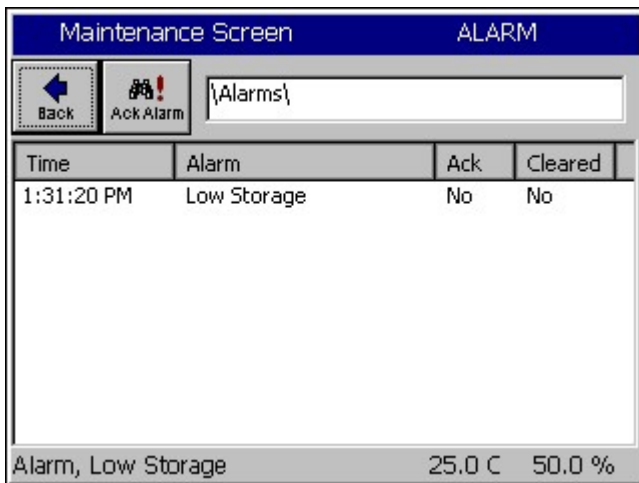 Maintenance Screen ALARM
Back Ack Alarm \Alarms\
Time Alarm Ack Cleared
1:31:20 PM Low Storage No No
Alarm, Low Storage 25.0 C 50.0 %